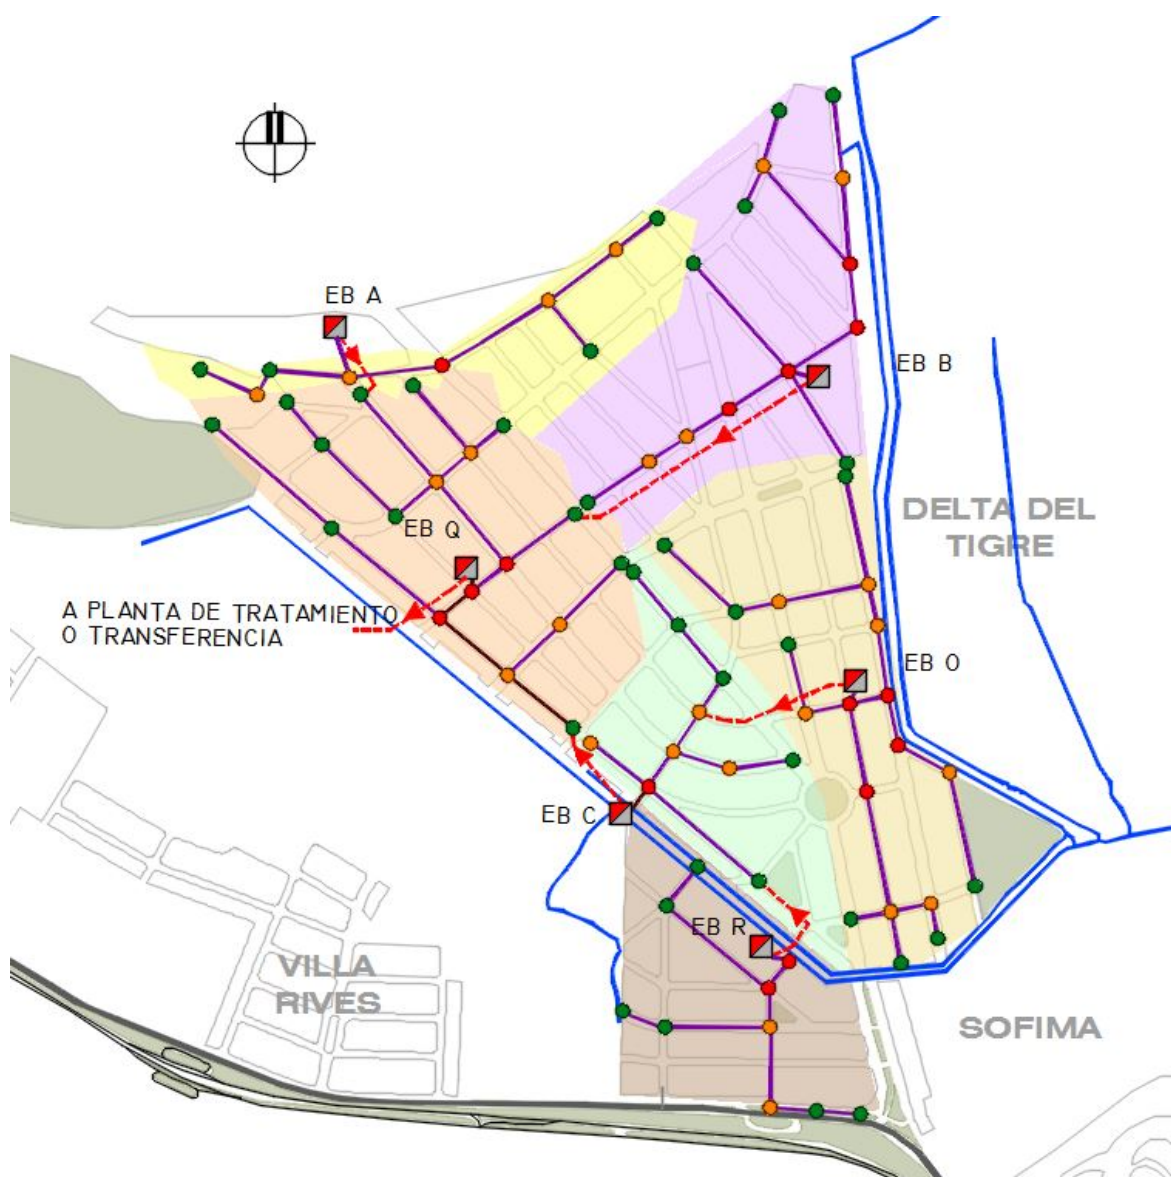 EB A
EB B
DELTA DEL
TIGRE
EB Q
A PLANTA DE TRATAMIENTO
O TRANSFERENCIA
EB O
EB C
EB R
VILLA
RIVES
SOFIMA